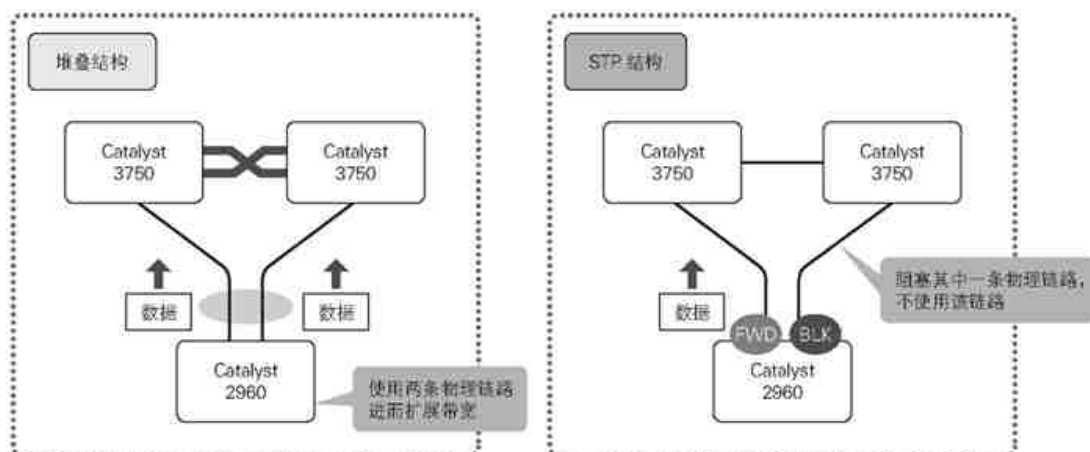 堆叠结构
Catalyst
3750
Catalyst
3750
数据
数据
Catalyst
2960
使用两条物理链路
进而扩展带宽
STP 结构
Catalyst
3750
Catalyst
3750
数据
FWD
BLK
Catalyst
2960
阻塞其中一条物理链路，
不使用该链路